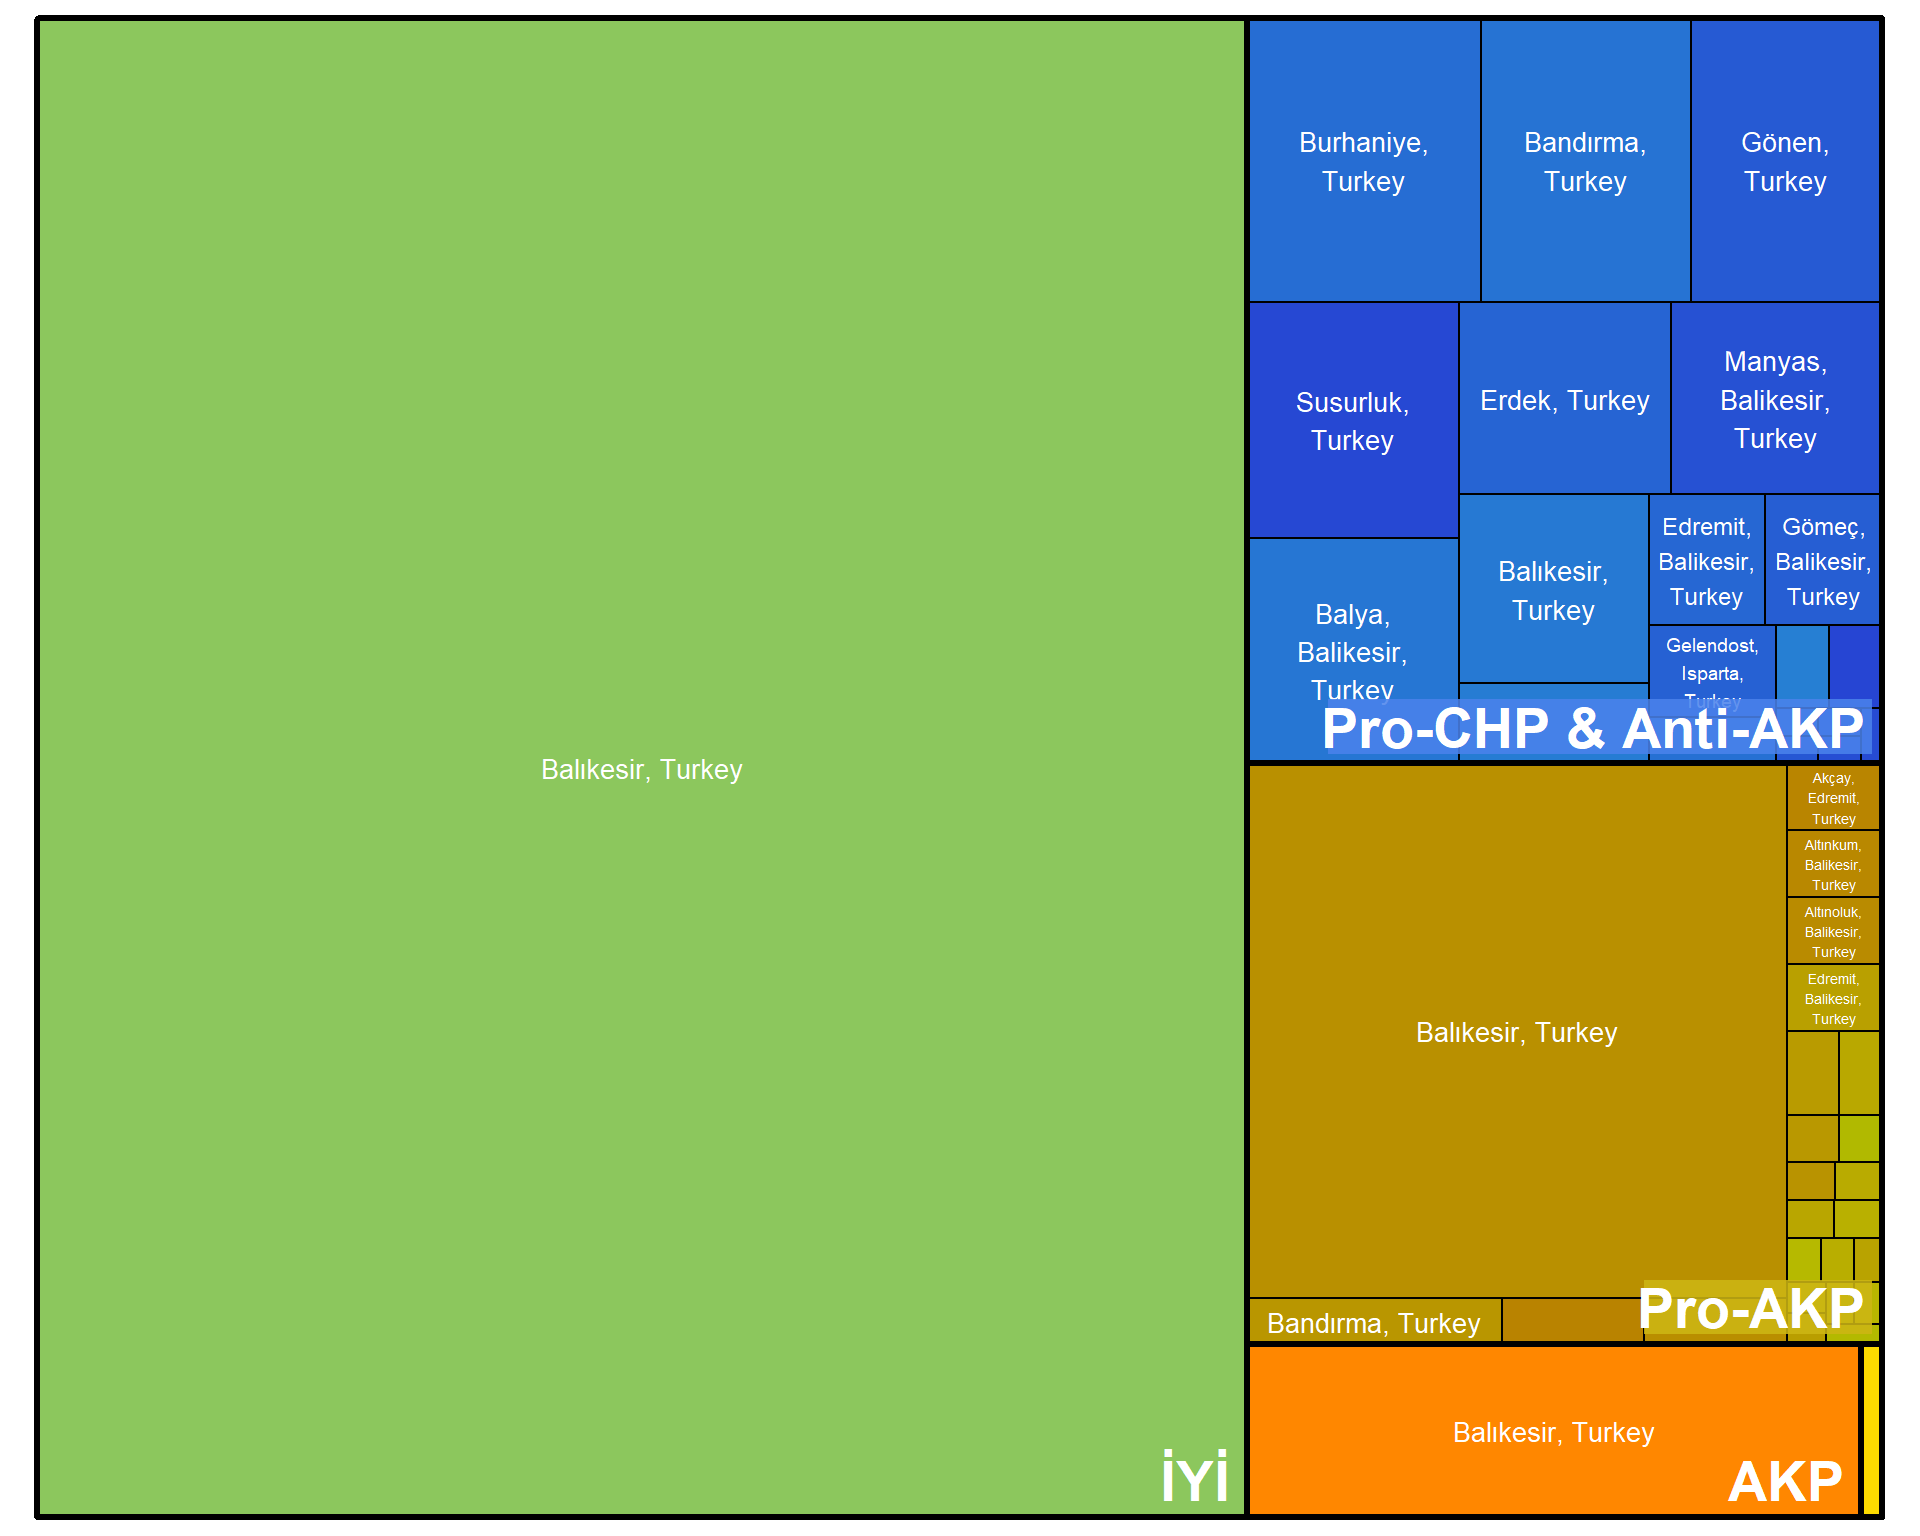 Balıkesir, Turkey
İYİ
Burhaniye,
Turkey
Bandırma,
Turkey
Gönen,
Turkey
Susurluk,
Turkey
Erdek, Turkey
Manyas,
Balikesir,
Turkey
Balya,
Balikesir,
Turkey
Balıkesir,
Turkey
Edremit,
Balikesir,
Turkey
Gömeç,
Balikesir,
Turkey
Gelendost,
Isparta,
Turkey
Pro-CHP & Anti-AKP
Balıkesir, Turkey
Akçay,
Edremit,
Turkey
Altınkum,
Balikesir,
Turkey
Altınoluk,
Balikesir,
Turkey
Edremit,
Balikesir,
Turkey
Bandırma, Turkey
Pro-AKP
Balıkesir, Turkey
AKP